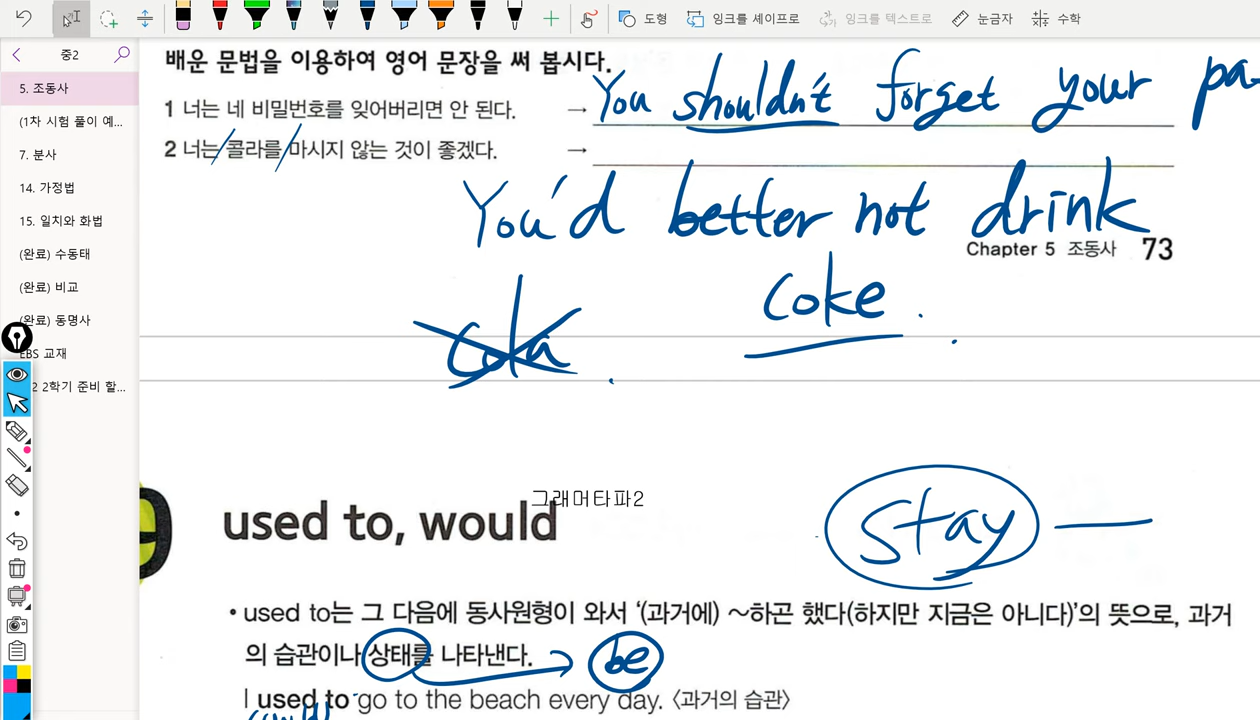 도형 잉크를 셰이프로 잉크를 텍스트로 눈금자 수학
중2
5. 조동사
(1차 시험 풀이 예...
7. 분사
14. 가정법
15. 일치와 화법
(완료) 수동태
(완료) 비교
(완료) 동명사
EBS 교재
2 2학기 준비 할...
배운 문법을 이용하여 영어 문장을 써 봅시다.
1 너는 네 비밀번호를 잊어버리면 안 된다. → You shouldn't forget your pa
2 너는/콜라를/마시지 않는 것이 좋겠다. →
You'd better not drink
Chapter 5 조동사 73
coke.
cola.
그래머타파2
used to, would
stay
• used to는 그 다음에 동사원형이 와서 '(과거에) ~하곤 했다(하지만 지금은 아니다)'의 뜻으로, 과거
의 습관이나 상태를 나타낸다. be
I used to go to the beach every day. 〈과거의 습관〉